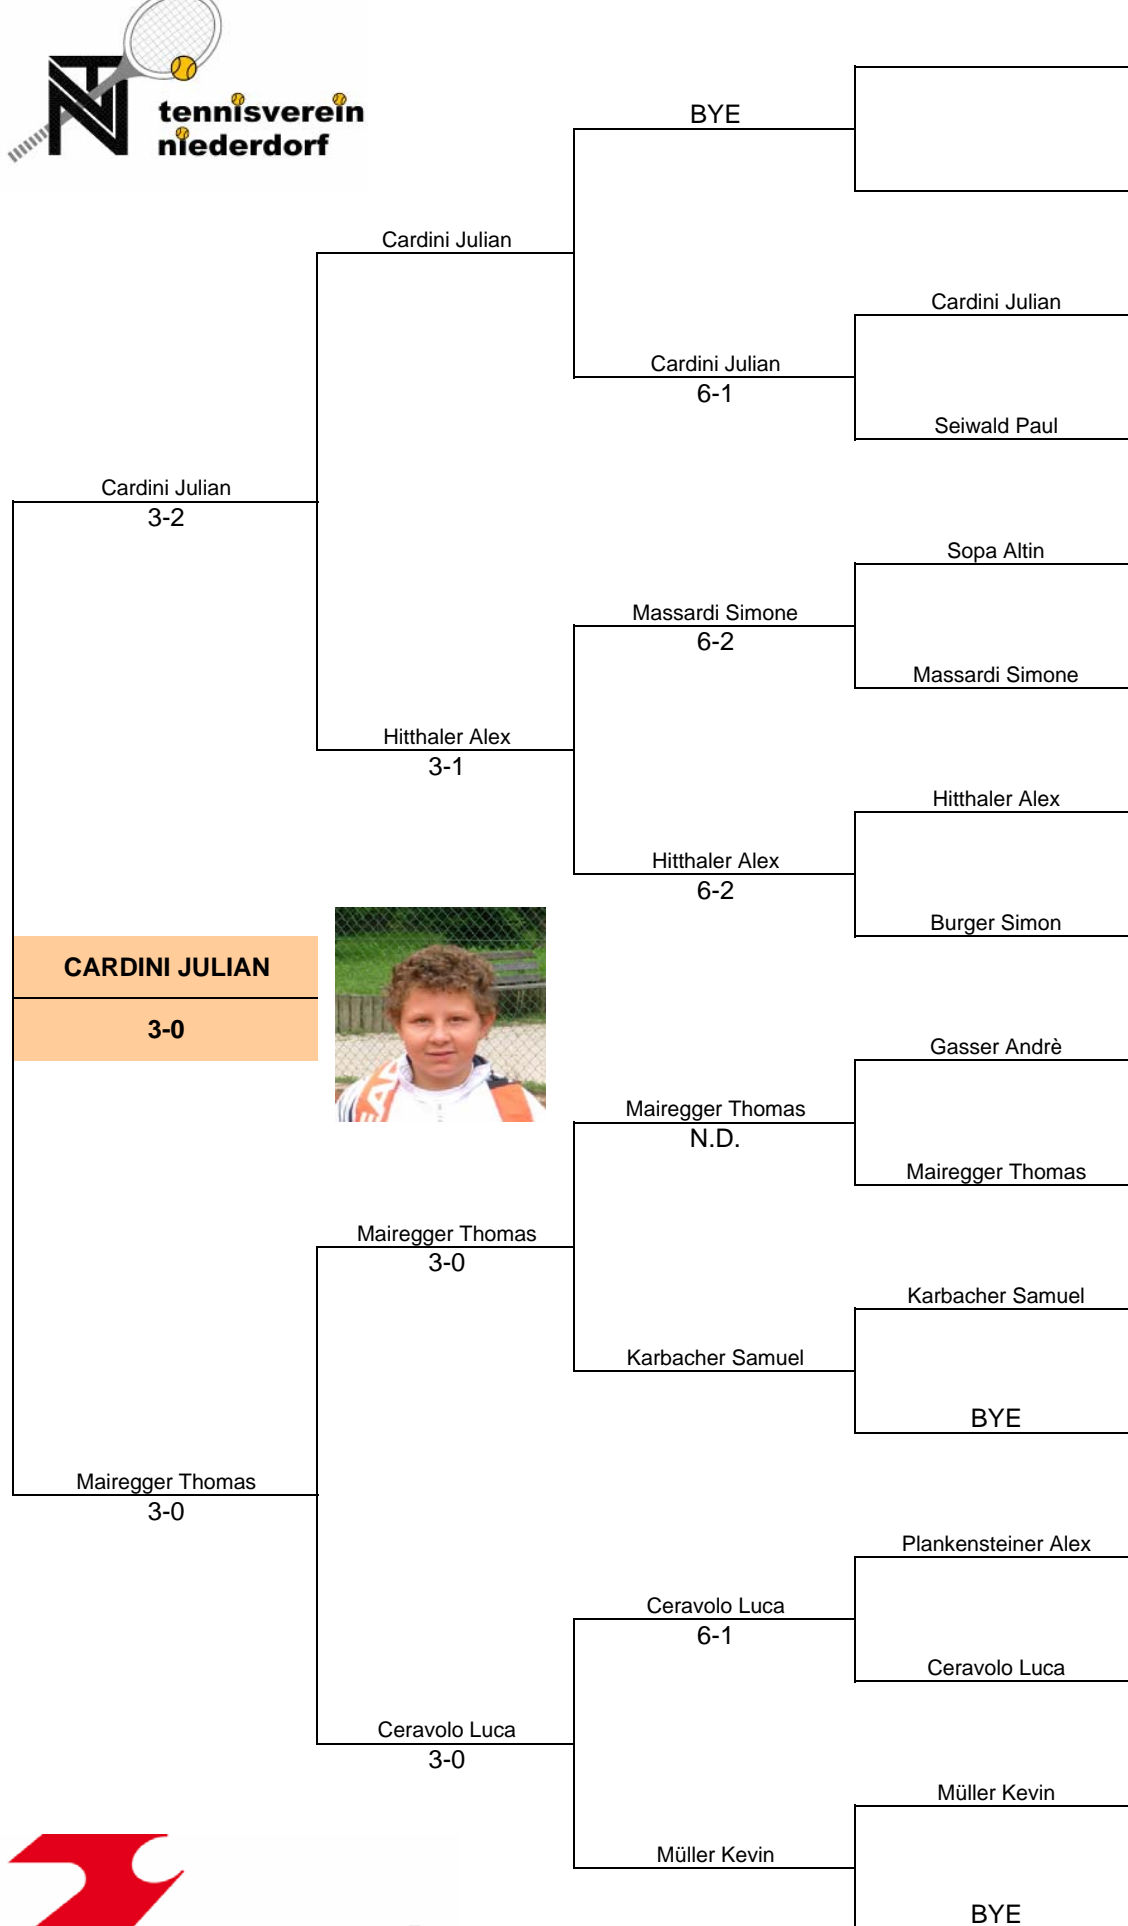 tennisverein
niederdorf
BYE
Cardini Julian
Cardini Julian
Cardini Julian
6-1
Seiwald Paul
Cardini Julian
3-2
Sopa Altin
Massardi Simone
6-2
Massardi Simone
Hitthaler Alex
3-1
Hitthaler Alex
Hitthaler Alex
6-2
Burger Simon
CARDINI JULIAN
3-0
Gasser Andrè
Mairegger Thomas
N.D.
Mairegger Thomas
Mairegger Thomas
3-0
Karbacher Samuel
Karbacher Samuel
BYE
Mairegger Thomas
3-0
Plankensteiner Alex
Ceravolo Luca
6-1
Ceravolo Luca
Ceravolo Luca
3-0
Müller Kevin
Müller Kevin
BYE